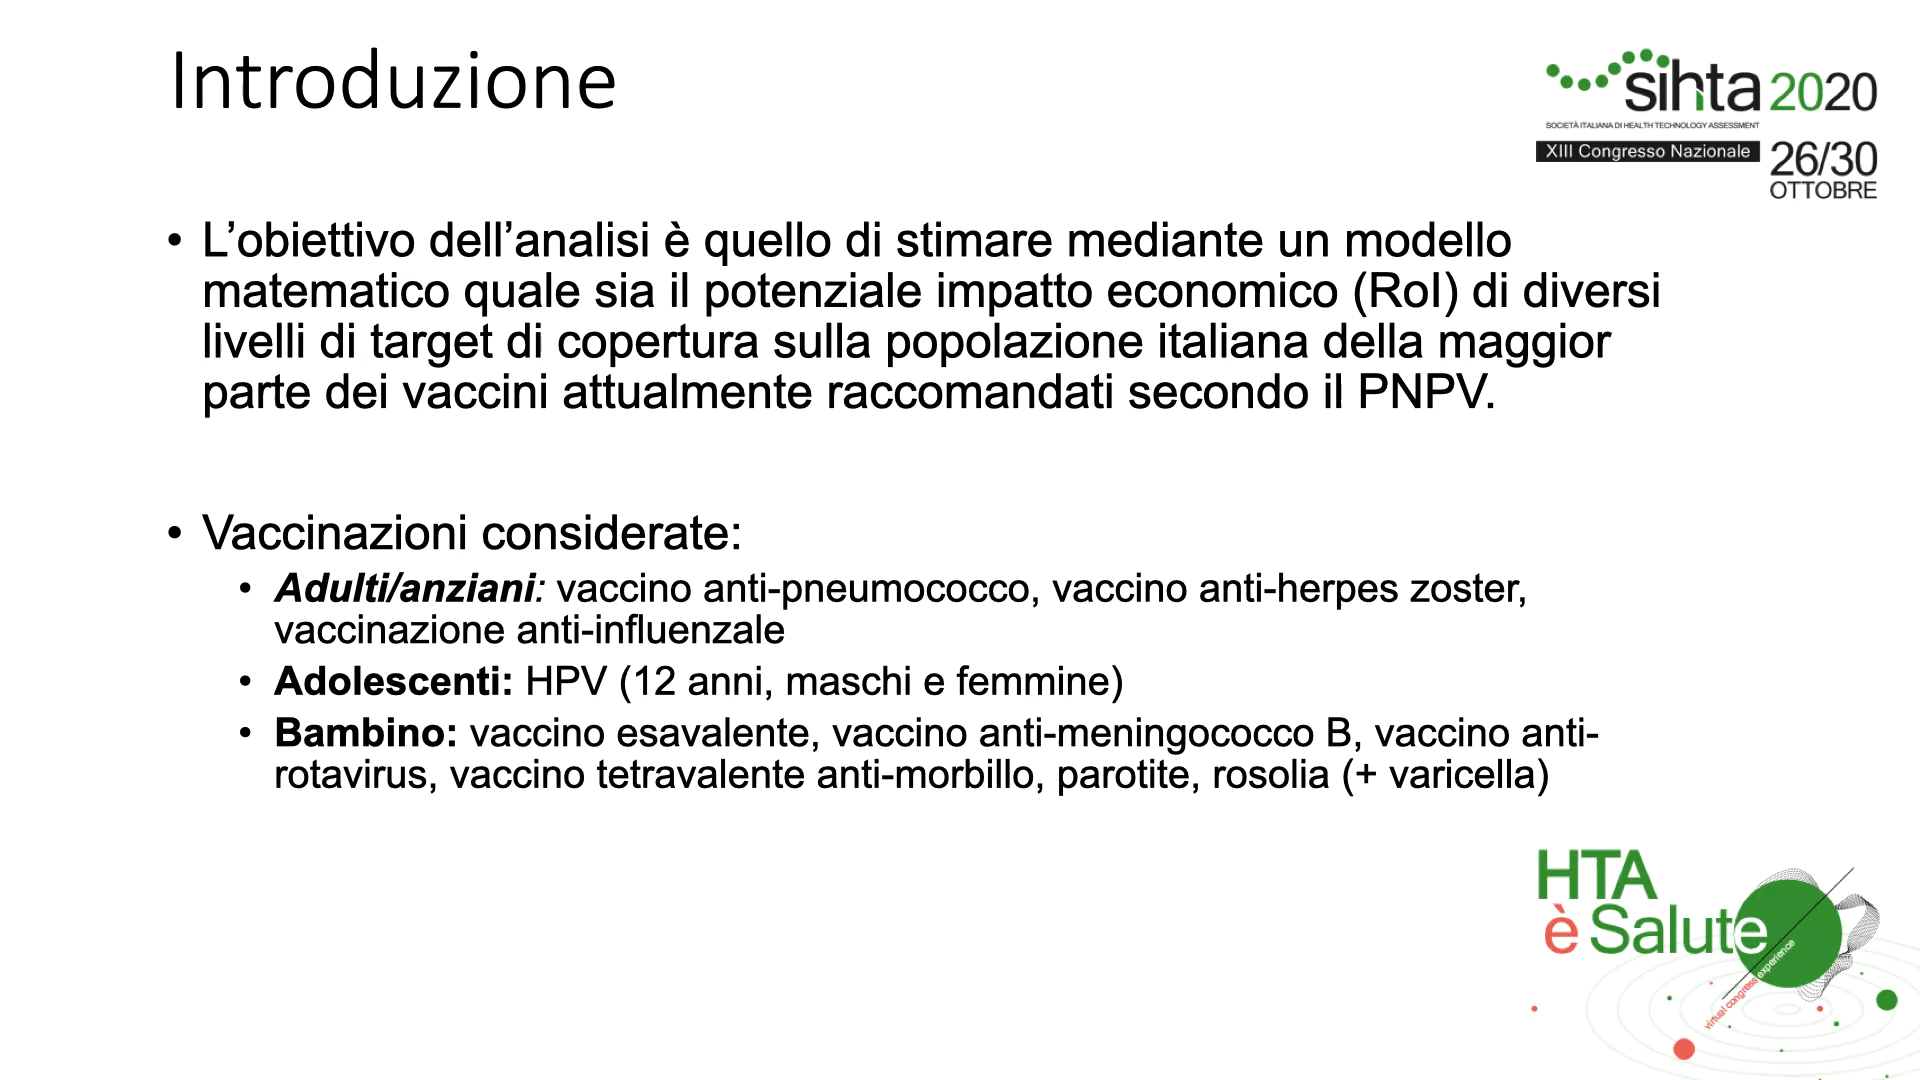 Introduzione
sihta 2020
SOCIETÀ ITALIANA DI HEALTH TECHNOLOGY ASSESSMENT
XIII Congresso Nazionale
26/30
OTTOBRE
• L’obiettivo dell’analisi è quello di stimare mediante un modello
matematico quale sia il potenziale impatto economico (RoI) di diversi
livelli di target di copertura sulla popolazione italiana della maggior
parte dei vaccini attualmente raccomandati secondo il PNPV.
• Vaccinazioni considerate:
• Adulti/anziani: vaccino anti-pneumococco, vaccino anti-herpes zoster,
vaccinazione anti-influenzale
• Adolescenti: HPV (12 anni, maschi e femmine)
• Bambino: vaccino esavalente, vaccino anti-meningococco B, vaccino anti-
rotavirus, vaccino tetravalente anti-morbillo, parotite, rosolia (+ varicella)
HTA
è Salute
virtual congress experience